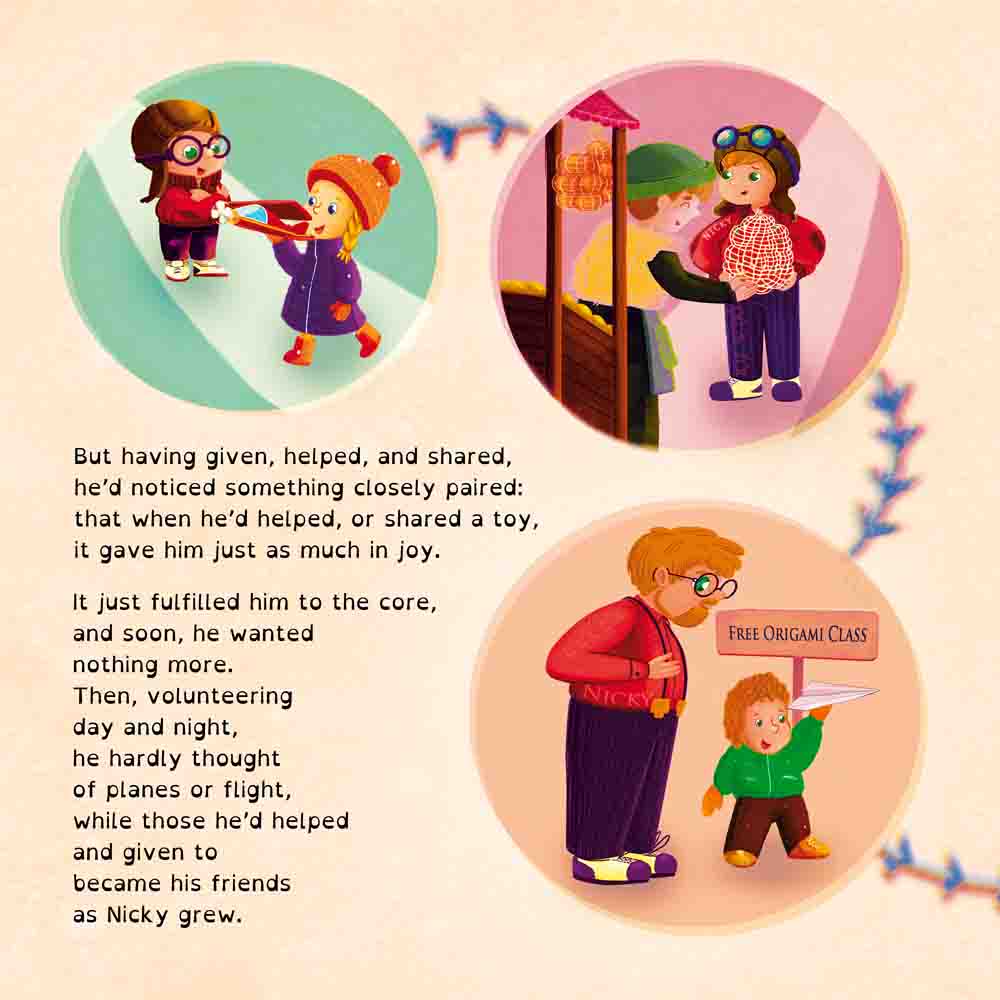 NICKY
But having given, helped, and shared,
he'd noticed something closely paired:
that when he'd helped, or shared a toy,
it gave him just as much in joy.
It just fulfilled him to the core,
and soon, he wanted
nothing more.
Then, volunteering
day and night,
he hardly thought
of planes or flight,
while those he'd helped
and given to
became his friends
as Nicky grew.
FREE ORIGAMI CLASS
NICKY